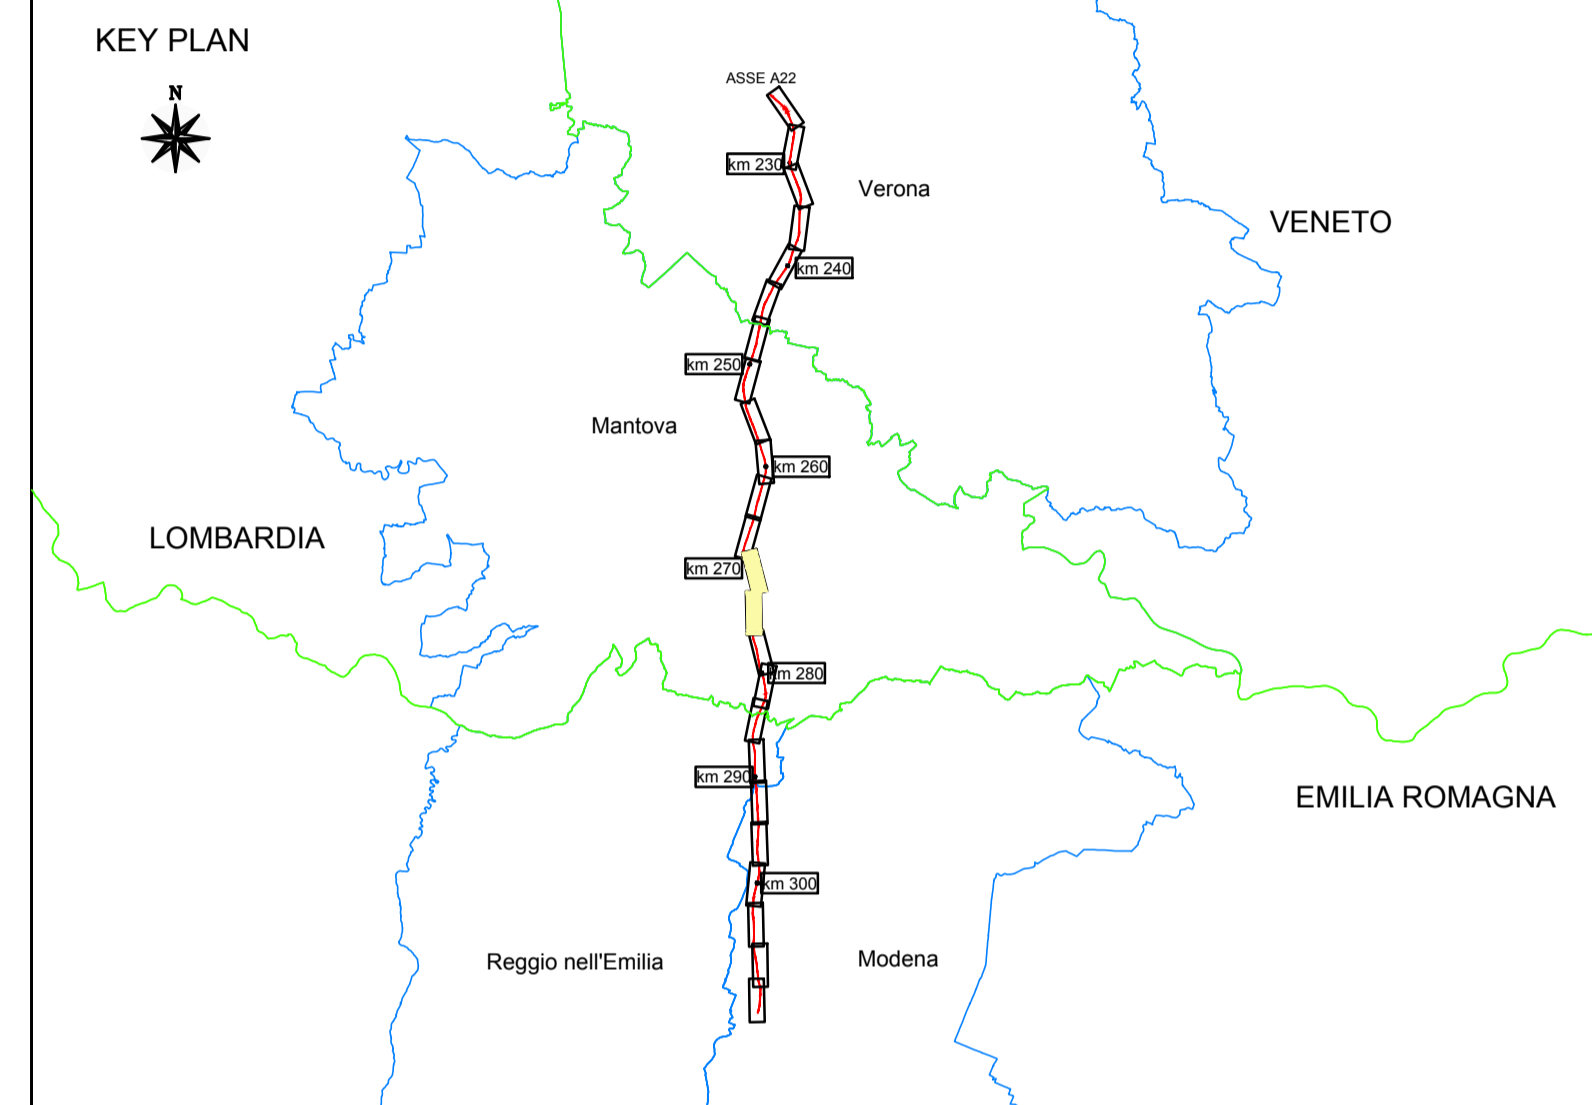 KEY PLAN
N
ASSE A22
km 230
Verona
VENETO
km 240
km 250
Mantova
km 260
LOMBARDIA
km 270
km 280
km 290
EMILIA ROMAGNA
km 300
Reggio nell'Emilia
Modena